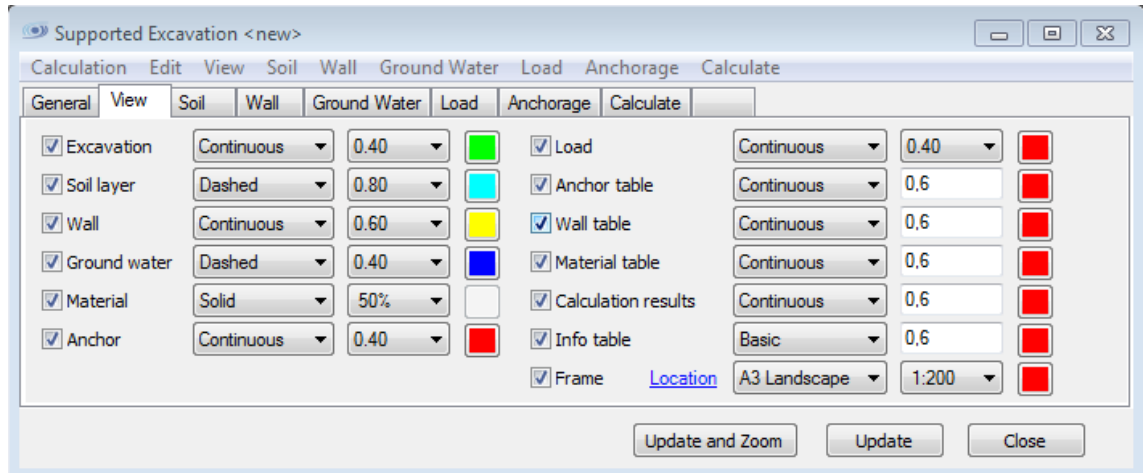 Supported Excavation <new>
Calculation Edit View Soil Wall Ground Water Load Anchorage Calculate
General View Soil Wall Ground Water Load Anchorage Calculate
Excavation Continuous 0.40 Load Continuous 0.40
Soil layer Dashed 0.80 Anchor table Continuous 0,6
Wall Continuous 0.60 Wall table Continuous 0,6
Ground water Dashed 0.40 Material table Continuous 0,6
Material Solid 50% Calculation results Continuous 0,6
Anchor Continuous 0.40 Info table Basic 0,6
Frame Location A3 Landscape 1:200
Update and Zoom Update Close